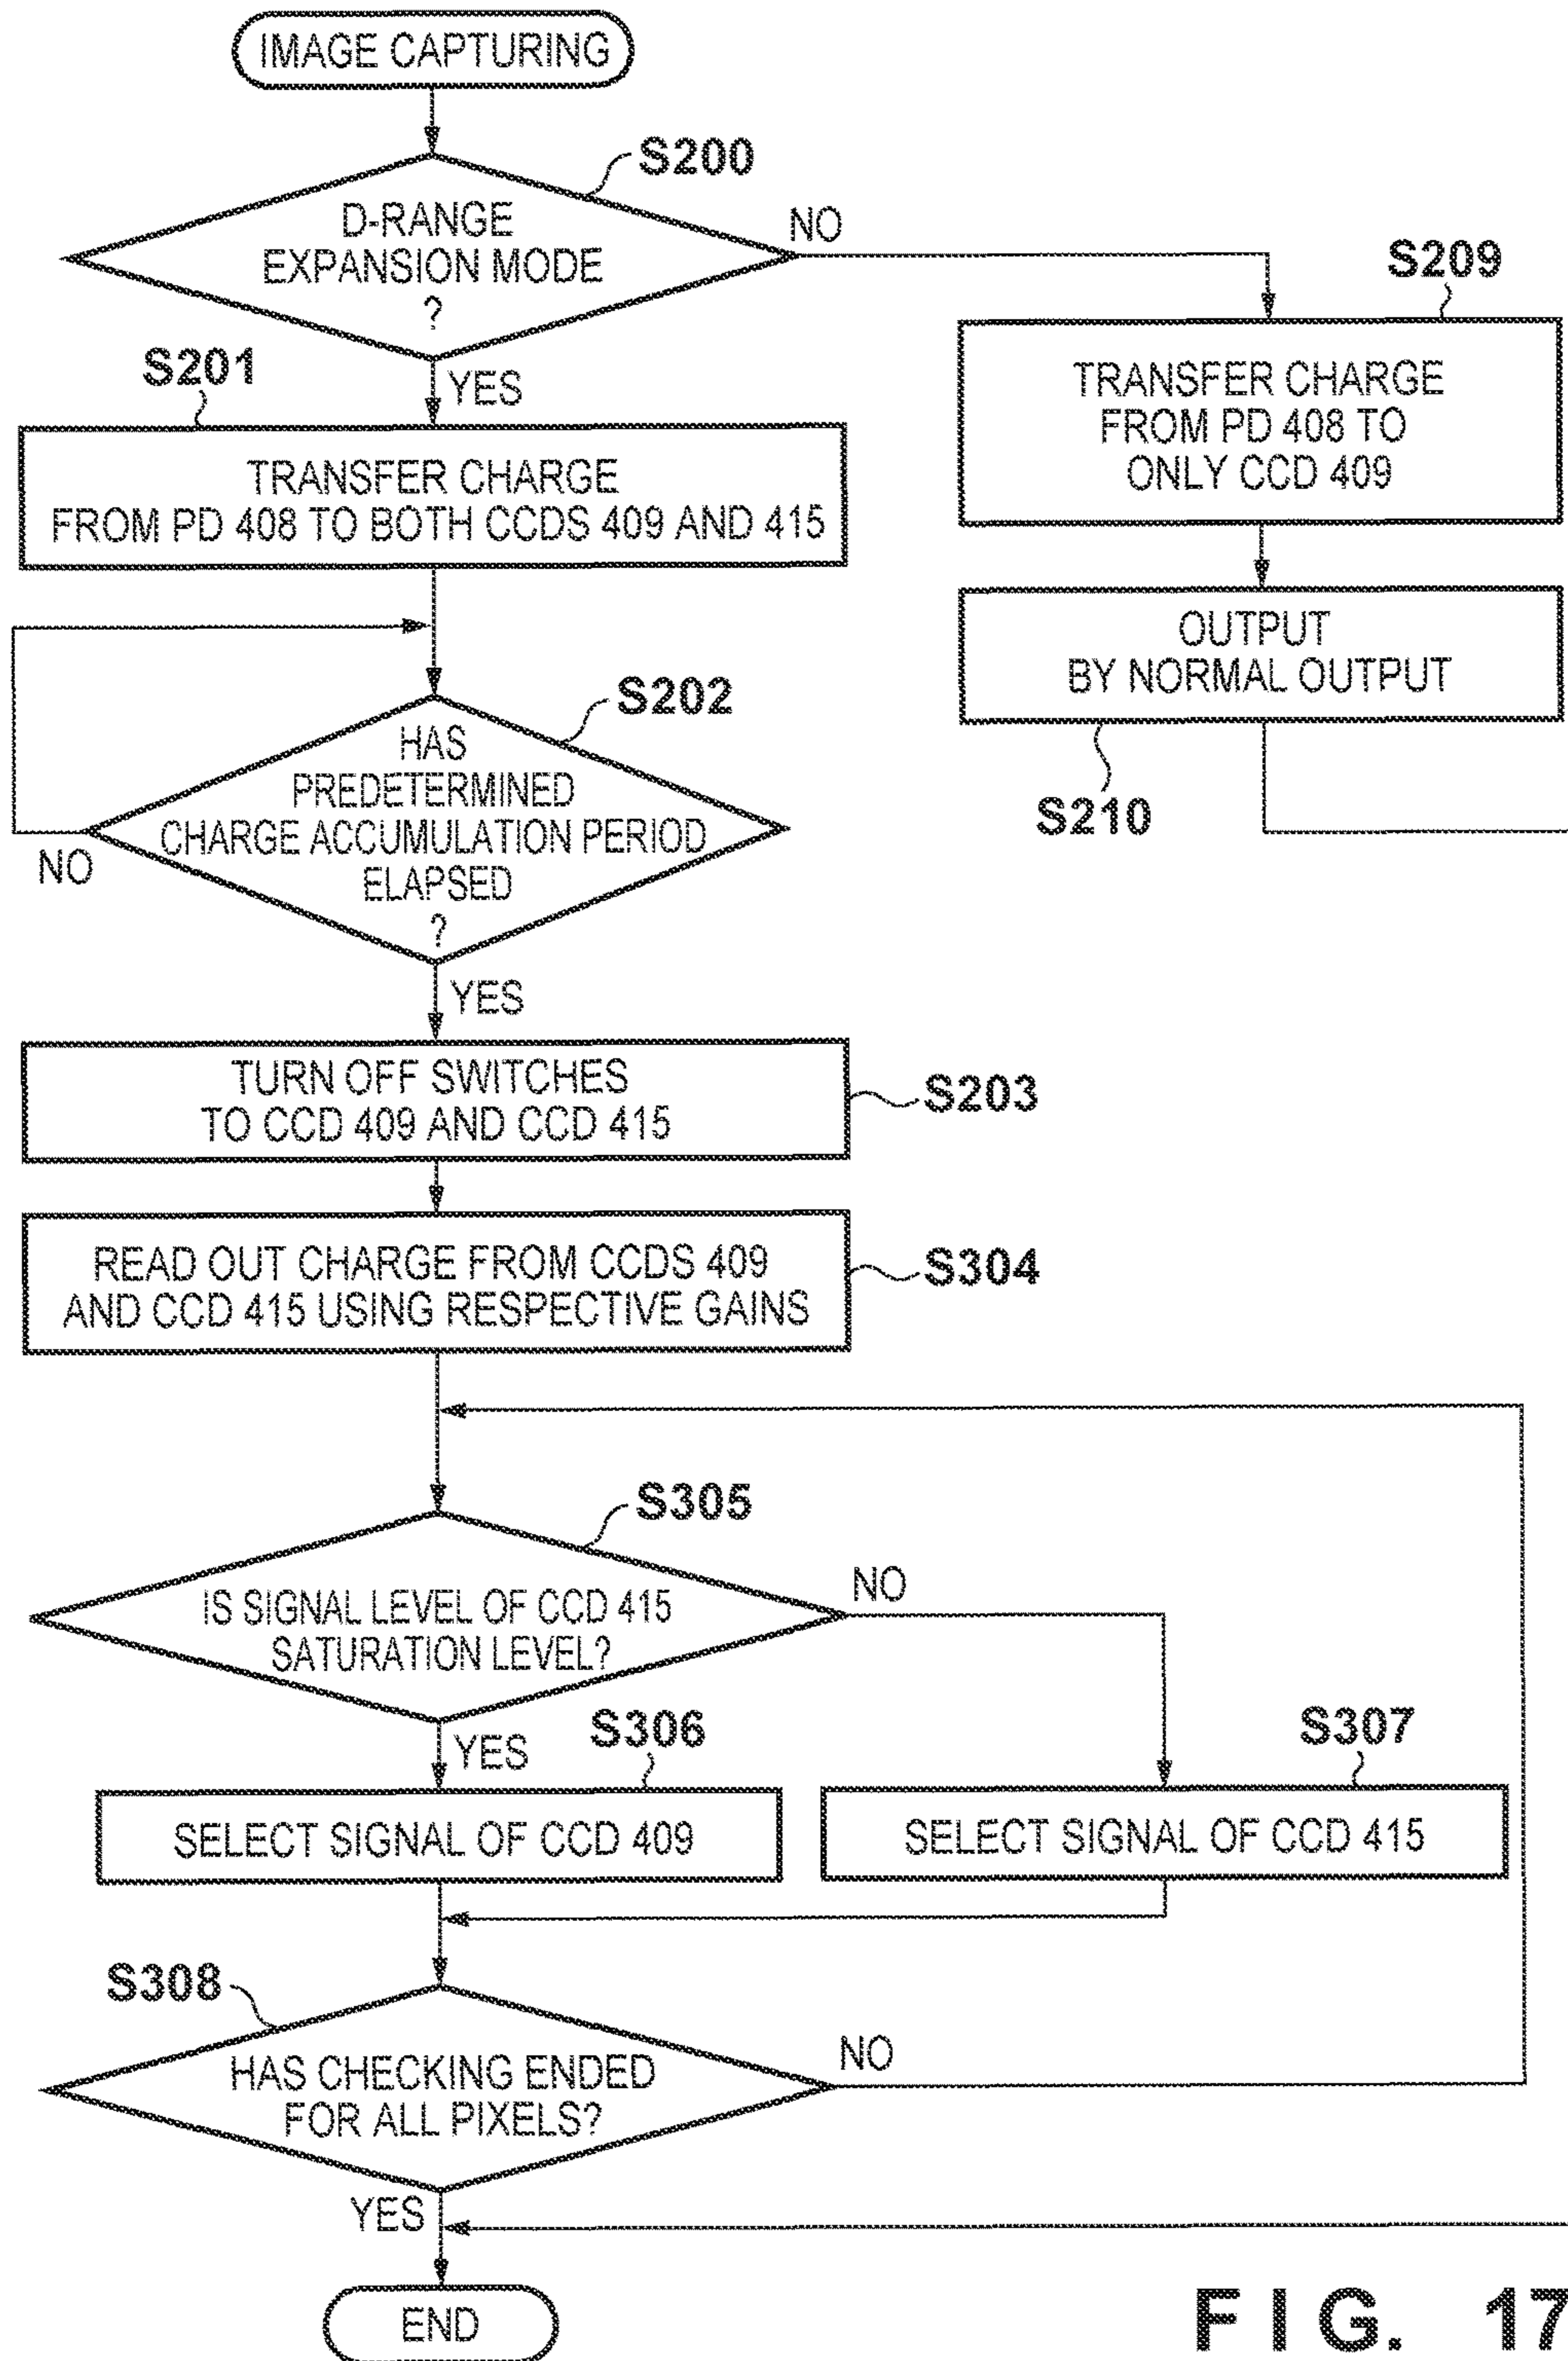 IMAGE CAPTURING
S200
D-RANGE
EXPANSION MODE
?
NO
YES
S209
TRANSFER CHARGE
FROM PD 408 TO
ONLY CCD 409
S201
TRANSFER CHARGE
FROM PD 408 TO BOTH CCDS 409 AND 415
OUTPUT
BY NORMAL OUTPUT
S210
S202
HAS
PREDETERMINED
CHARGE ACCUMULATION PERIOD
ELAPSED
?
NO
YES
TURN OFF SWITCHES
TO CCD 409 AND CCD 415
S203
READ OUT CHARGE FROM CCDS 409
AND CCD 415 USING RESPECTIVE GAINS
S304
S305
IS SIGNAL LEVEL OF CCD 415
SATURATION LEVEL?
NO
YES
S306
SELECT SIGNAL OF CCD 409
S307
SELECT SIGNAL OF CCD 415
S308
HAS CHECKING ENDED
FOR ALL PIXELS?
NO
YES
END
FIG. 17